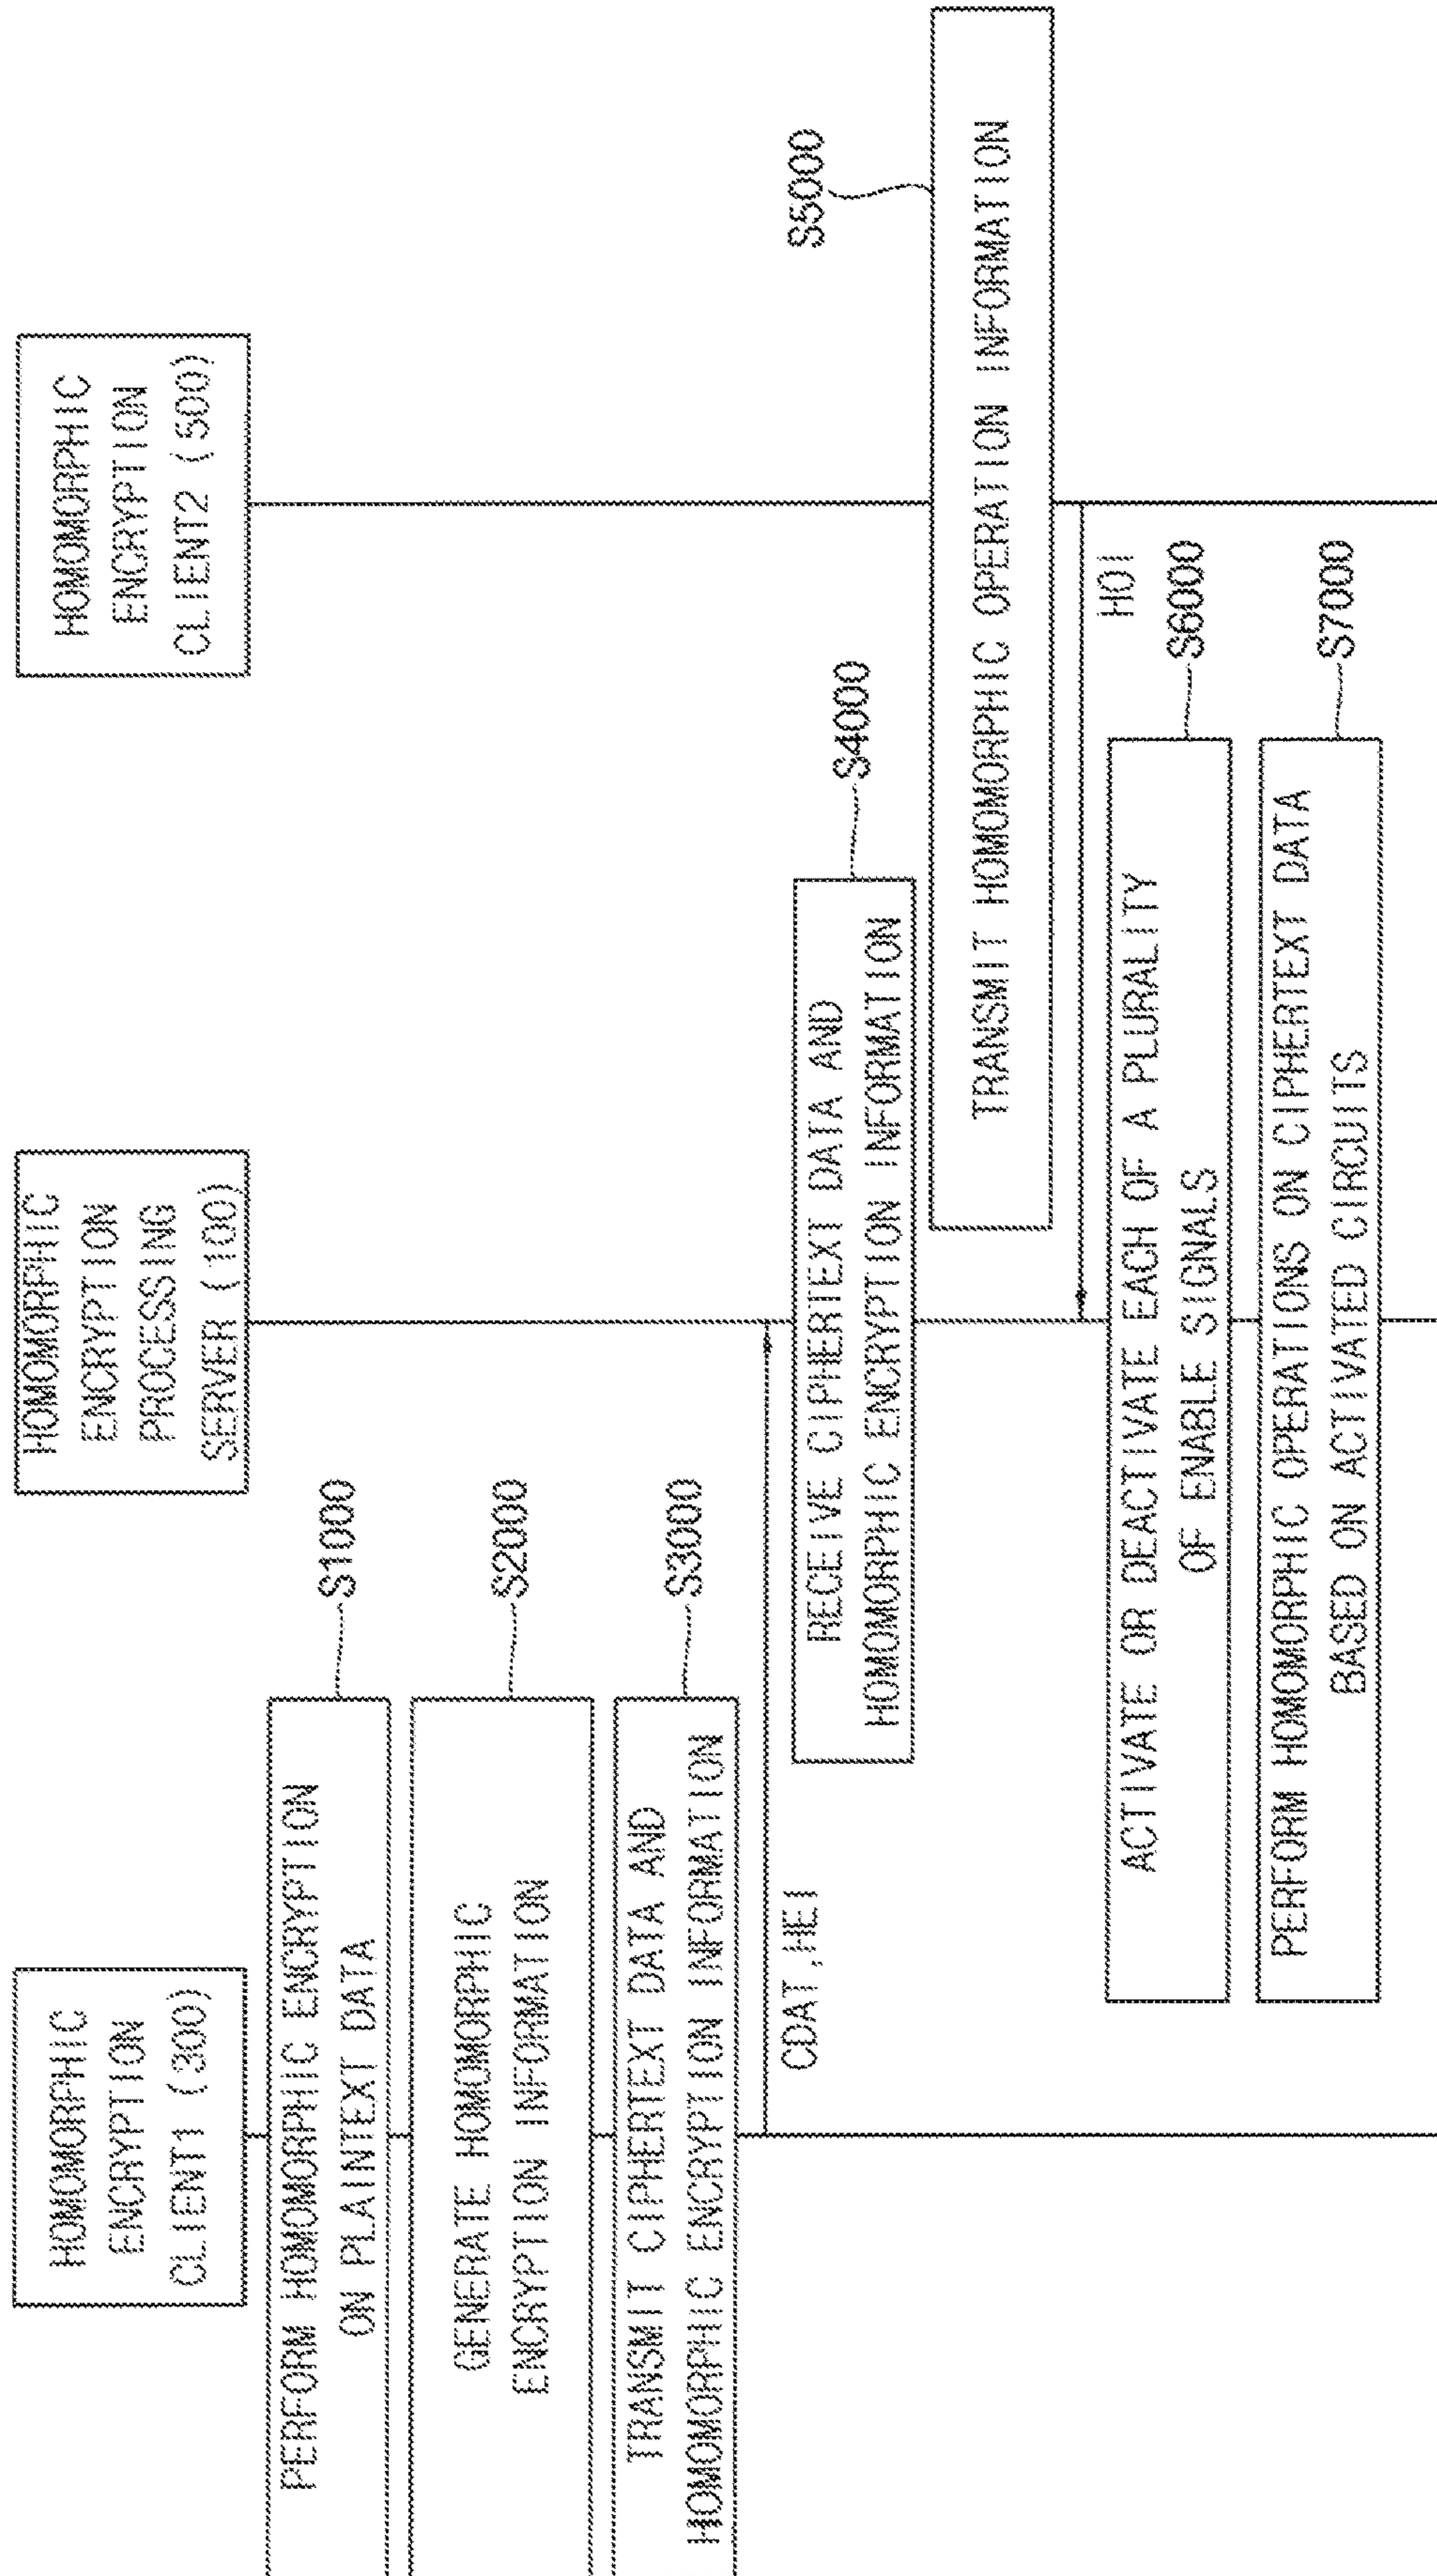 HOMOMORPHIC
ENCRYPTION
CLIENT1 (300)
HOMOMORPHIC
ENCRYPTION
PROCESSING
SERVER (100)
HOMOMORPHIC
ENCRYPTION
CLIENT2 (500)
PERFORM HOMOMORPHIC ENCRYPTION
ON PLAINTEXT DATA
S1000
GENERATE HOMOMORPHIC
ENCRYPTION INFORMATION
S2000
TRANSMIT CIPHERTEXT DATA AND
HOMOMORPHIC ENCRYPTION INFORMATION
S3000
CDAT,HEI
RECEIVE CIPHERTEXT DATA AND
HOMOMORPHIC ENCRYPTION INFORMATION
S4000
TRANSMIT HOMOMORPHIC OPERATION INFORMATION
S5000
HOI
ACTIVATE OR DEACTIVATE EACH OF A PLURALITY
OF ENABLE SIGNALS
S6000
PERFORM HOMOMORPHIC OPERATIONS ON CIPHERTEXT DATA
BASED ON ACTIVATED CIRCUITS
S7000